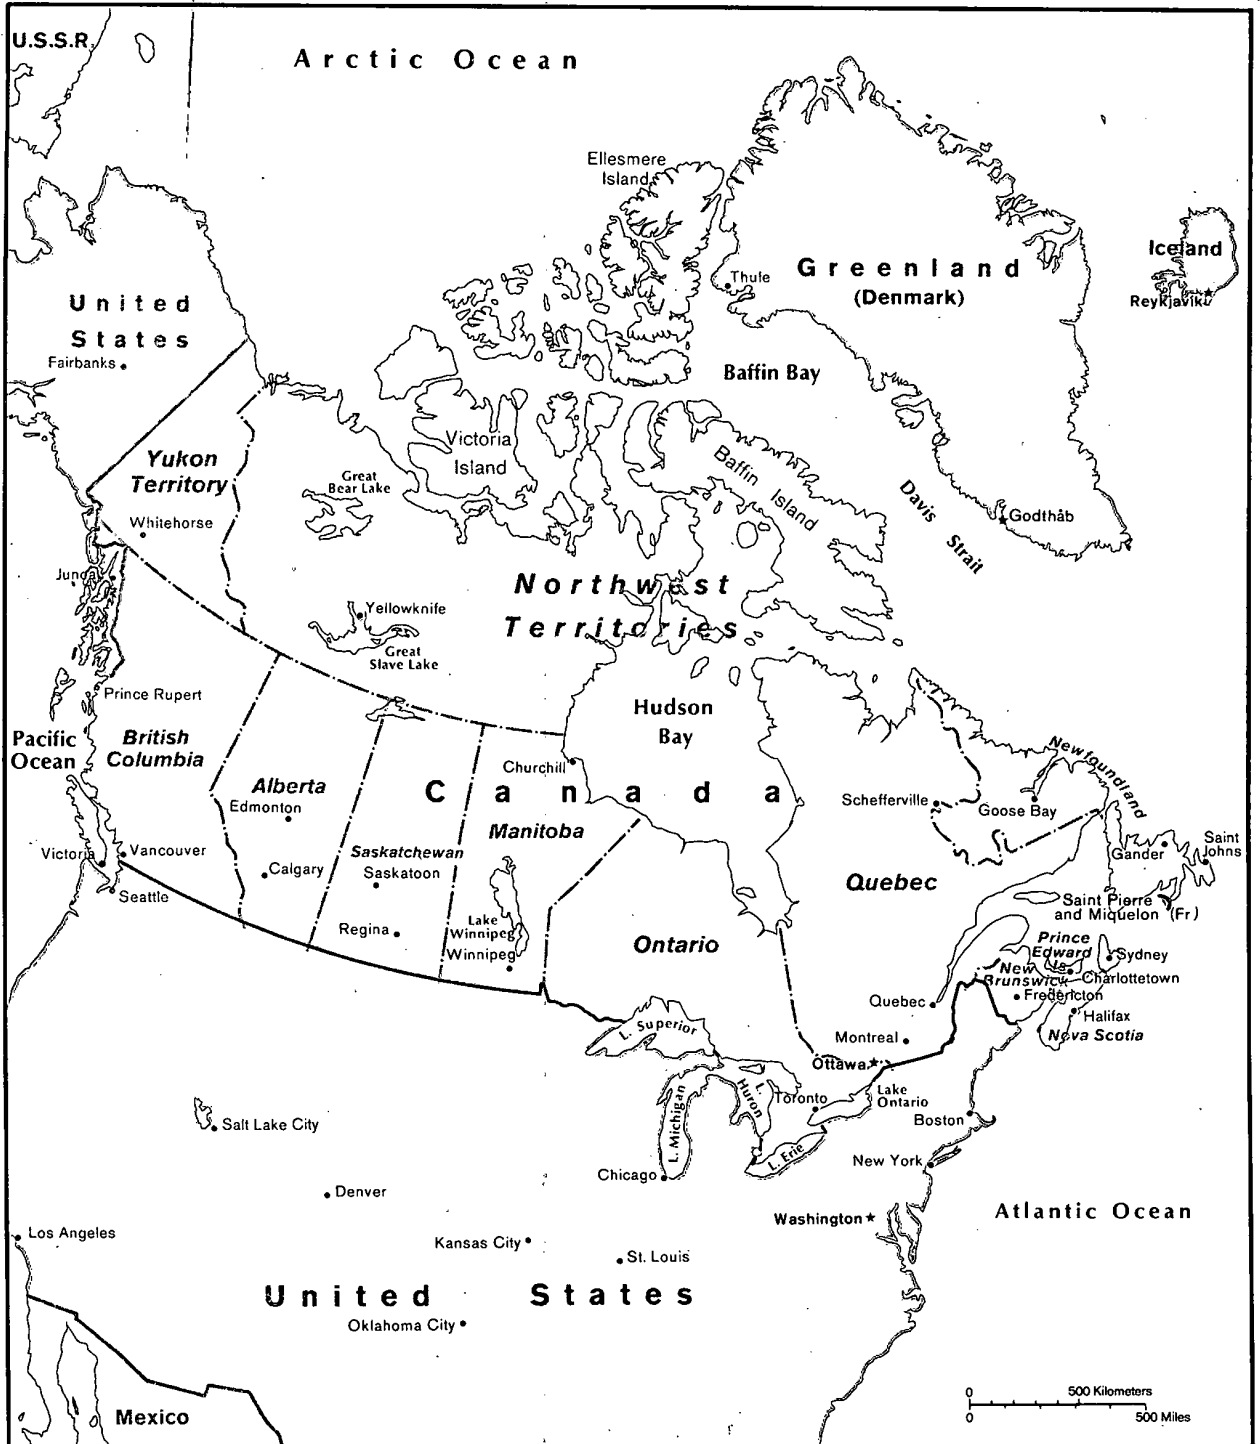 U.S.S.R.
Arctic Ocean
Ellesmere
Island
Iceland
Reykjavik
Thule
Greenland
(Denmark)
United
States
Fairbanks
Baffin Bay
Victoria
Island
Baffin Island
Yukon
Territory
Great
Bear Lake
Davis Strait
Godthåb
Whitehorse
Juneau
Northwest
Territories
Yellowknife
Great
Slave Lake
Prince Rupert
Hudson
Bay
Pacific
Ocean
British
Columbia
Newfoundland
Churchill
Alberta
Edmonton
Canada
Schefferville
Goose Bay
Manitoba
Saint
Johns
Gander
Victoria
Vancouver
Saskatchewan
Saskatoon
Calgary
Seattle
Quebec
Saint Pierre
and Miquelon (Fr)
Lake
Winnipeg
Regina
Winnipeg
Ontario
Prince
Edward
Is
Sydney
New
Brunswick
Charlottetown
Fredericton
Quebec
Halifax
Nova Scotia
L. Superior
Montreal
Ottawa
L. Michigan
L. Huron
Toronto
Lake
Ontario
Boston
Salt Lake City
L. Erie
New York
Chicago
Denver
Washington
Atlantic Ocean
Los Angeles
Kansas City
St. Louis
United States
Oklahoma City
Mexico
0 500 Kilometers
0 500 Miles